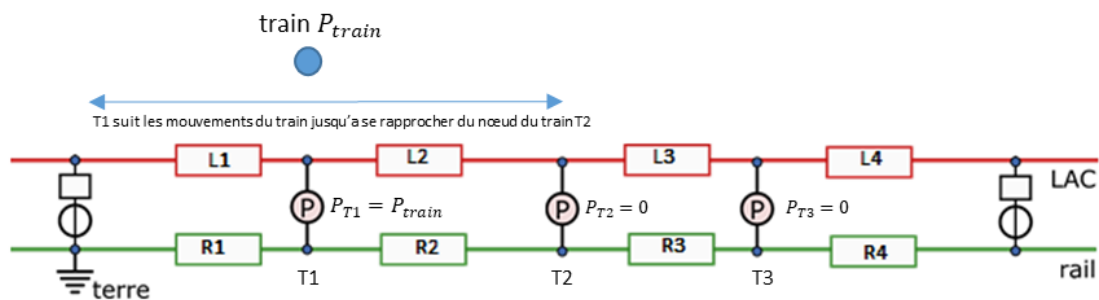 train P_train
T1 suit les mouvements du train jusqu'a se rapprocher du nœud du train T2
L1 L2 L3 L4
LAC
P P_T1 = P_train P P_T2 = 0 P P_T3 = 0
R1 R2 R3 R4
terre T1 T2 T3 rail